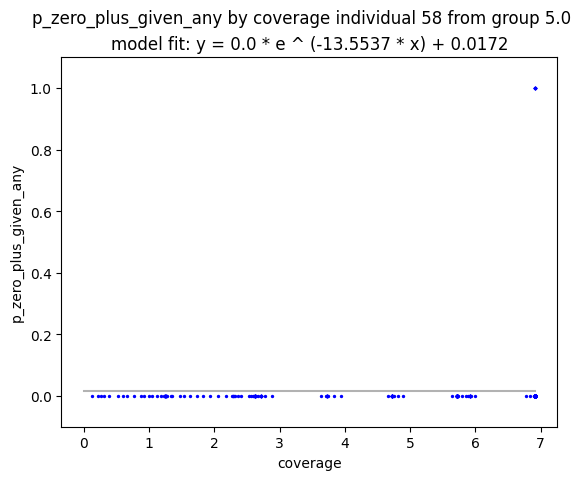 p_zero_plus_given_any by coverage individual 58 from group 5.0
model fit: y = 0.0 * e ^ (-13.5537 * x) + 0.0172
1.0
0.8
0.6
0.4
0.2
0.0
p_zero_plus_given_any
0 1 2 3 4 5 6 7
coverage